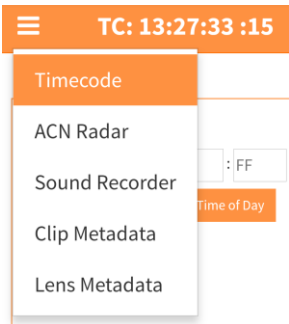 TC: 13:27:33 :15
Timecode
ACN Radar
: FF
Sound Recorder
Time of Day
Clip Metadata
Lens Metadata